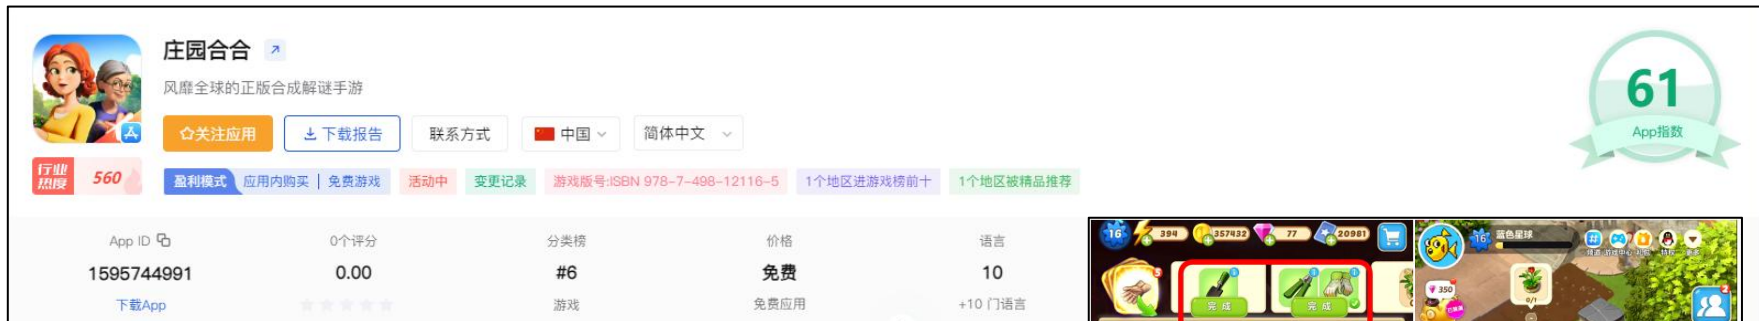 庄园合合
风靡全球的正版合成解谜手游
关注应用 下载报告 联系方式 中国 简体中文
61
App指数
行业热度 560
盈利模式 应用内购买 | 免费游戏 活动中 变更记录 游戏版号:ISBN 978-7-498-12116-5 1个地区进游戏榜前十 1个地区被精品推荐
App ID 0个评分 分类榜 价格 语言
1595744991 0.00 #6 免费 10
下载App 游戏 免费应用 +10 门语言
16 394 357432 77 20981
5 1 1 1
完成 完成
16 蓝色星球
350
0/1
2